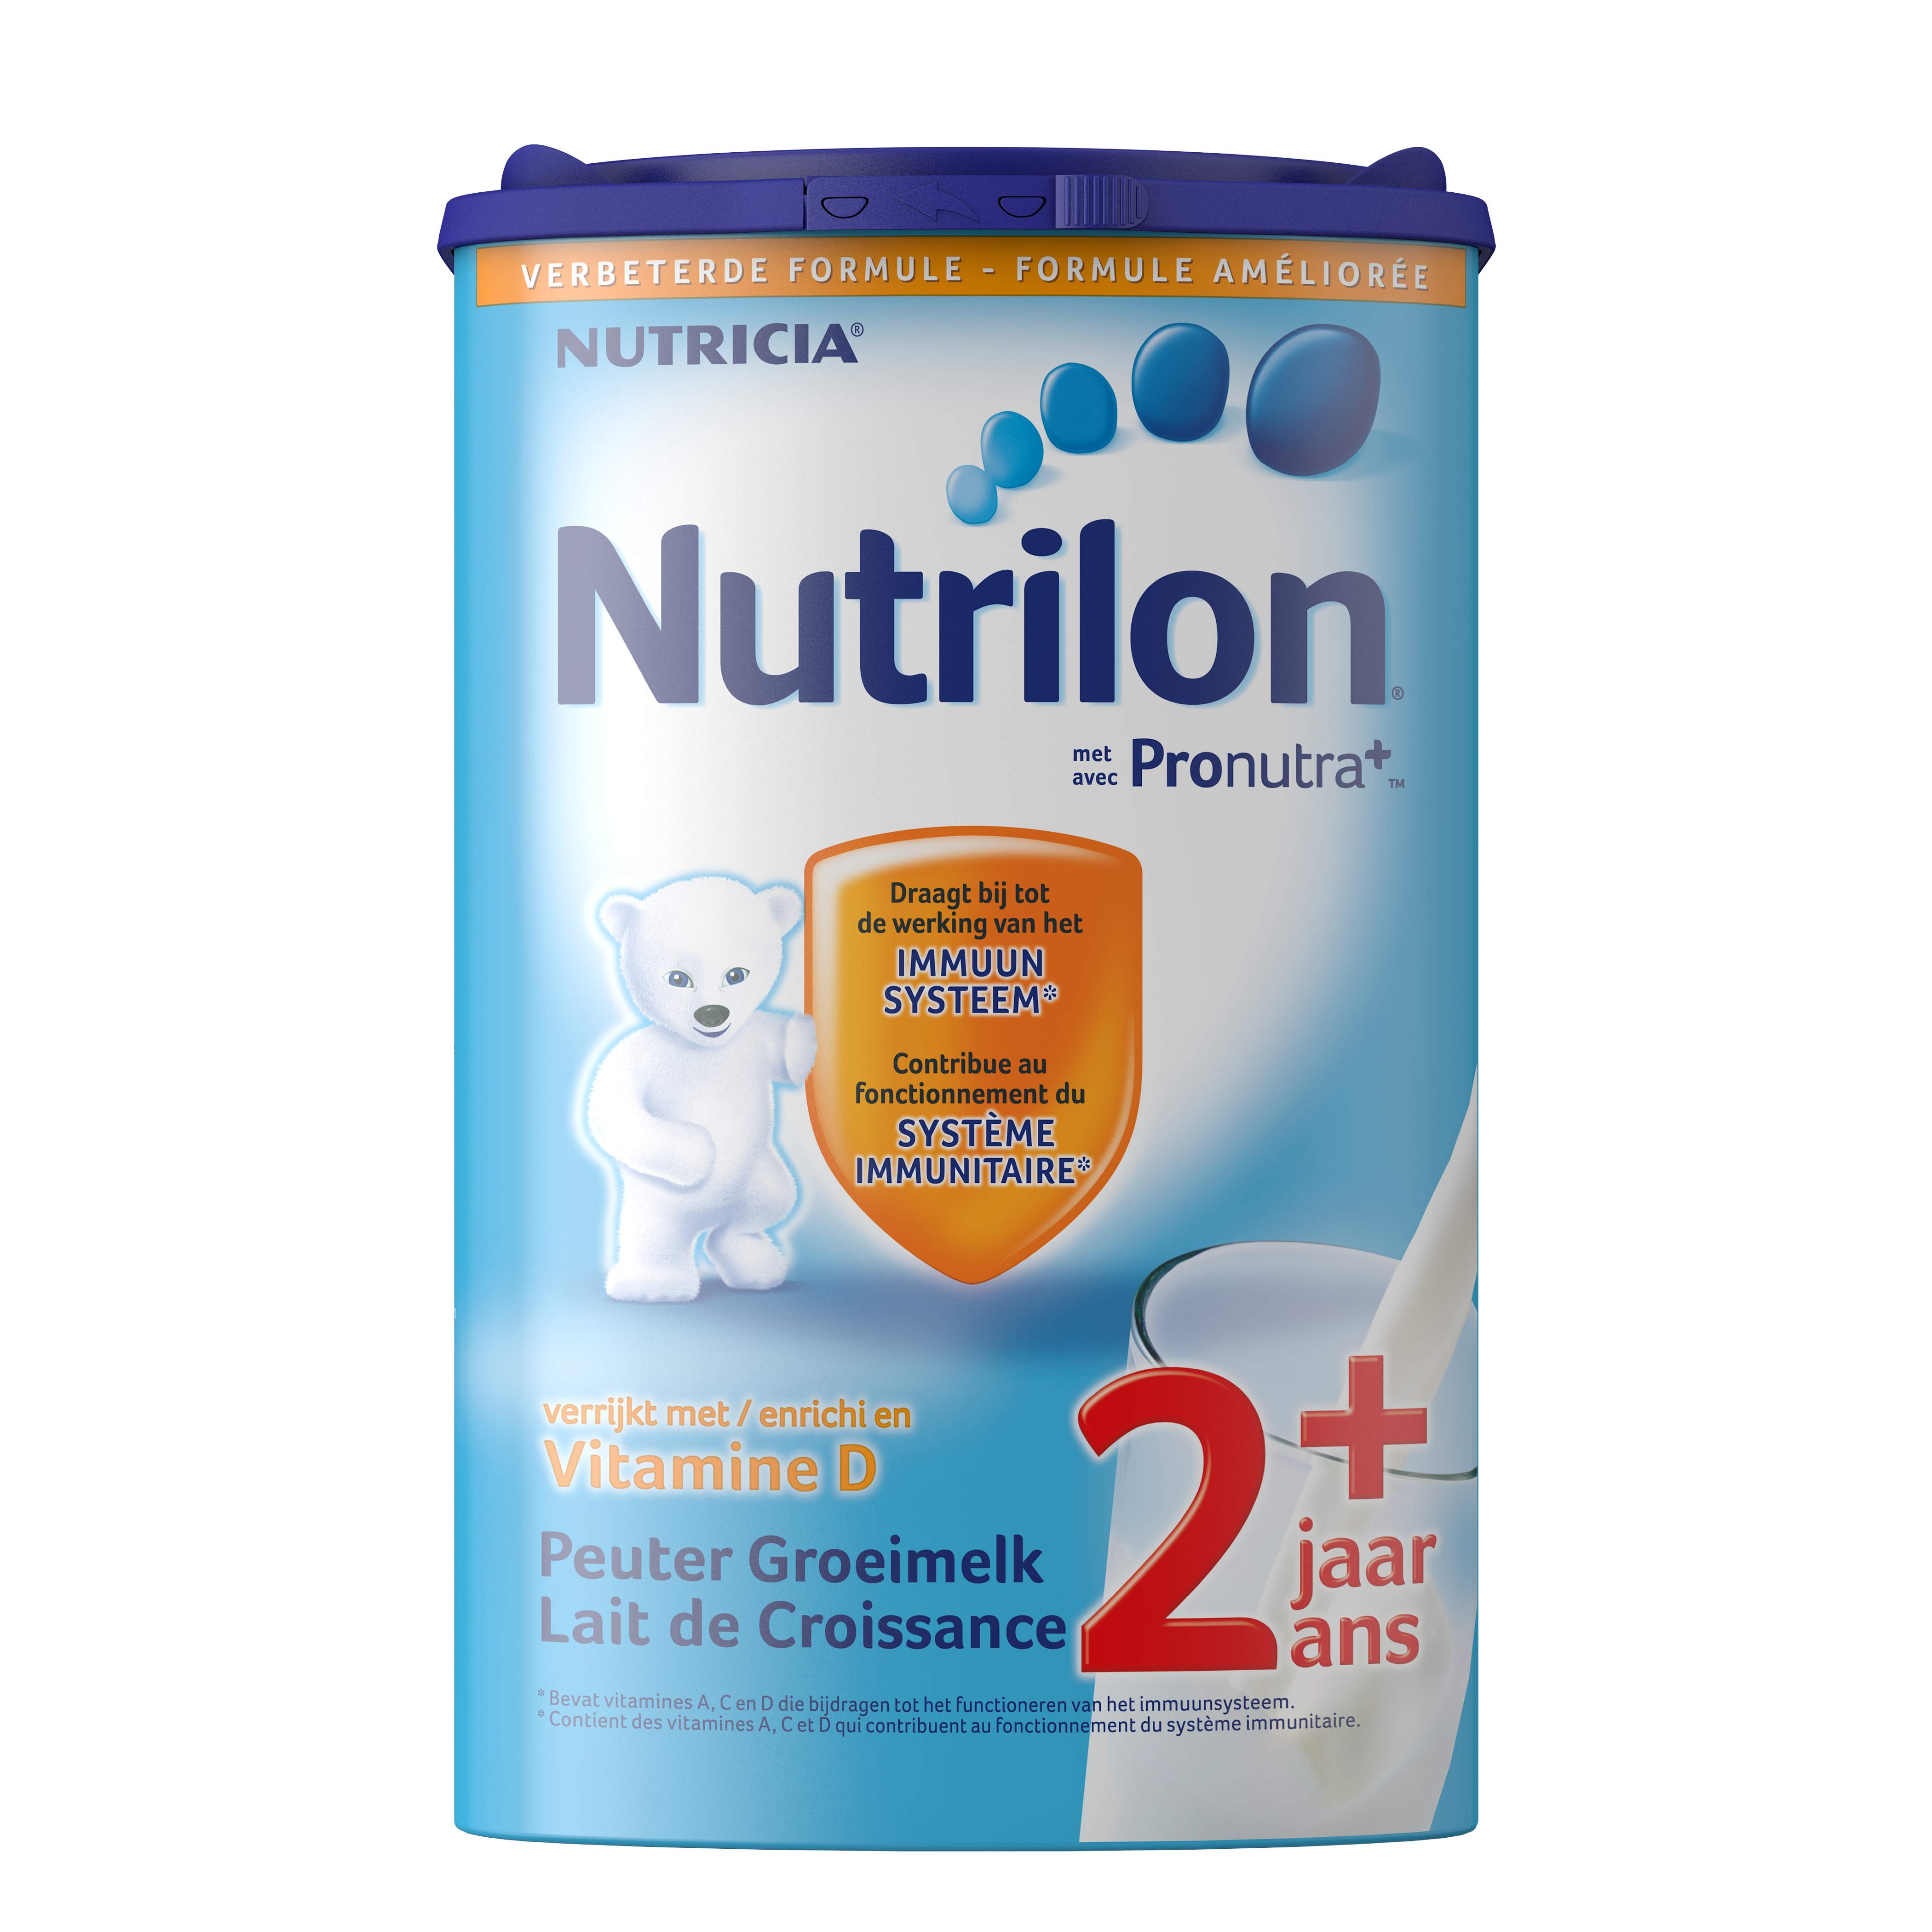 VERBETERDE FORMULE - FORMULE AMÉLIORÉE
NUTRICIA®
Nutrilon®
met
avec Pronutra+™
Draagt bij tot
de werking van het
IMMUUN
SYSTEEM*
Contribue au
fonctionnement du
SYSTÈME
IMMUNITAIRE*
verrijkt met / enrichi en
Vitamine D
Peuter Groeimelk
Lait de Croissance
2+
jaar
ans
* Bevat vitamines A, C en D die bijdragen tot het functioneren van het immuunsysteem.
* Contient des vitamines A, C et D qui contribuent au fonctionnement du système immunitaire.